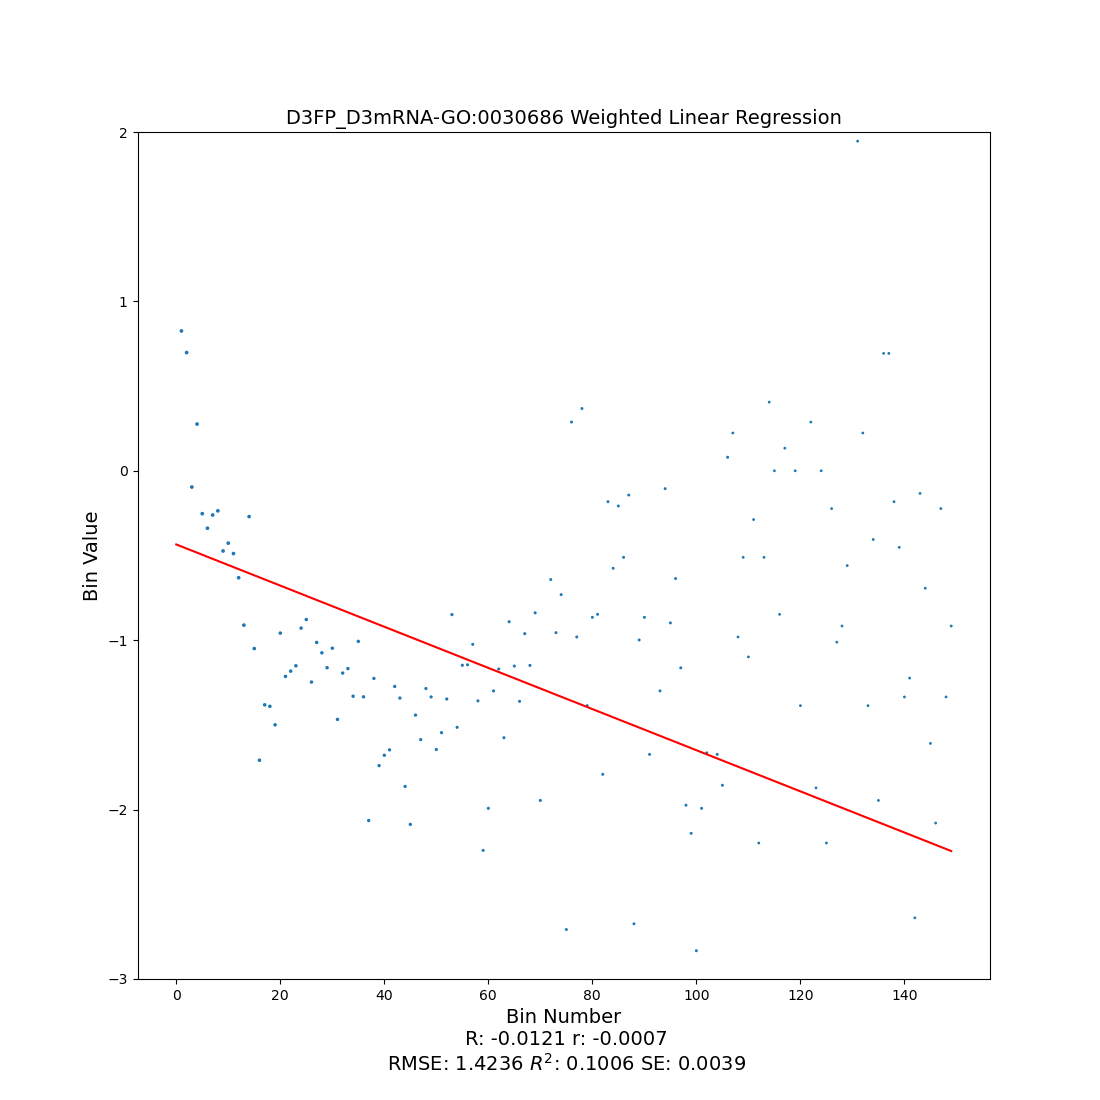 D3FP_D3mRNA-GO:0030686 Weighted Linear Regression
2
1
0
−1
−2
−3
Bin Value
0 20 40 60 80 100 120 140
Bin Number
R: -0.0121 r: -0.0007
RMSE: 1.4236 R²: 0.1006 SE: 0.0039